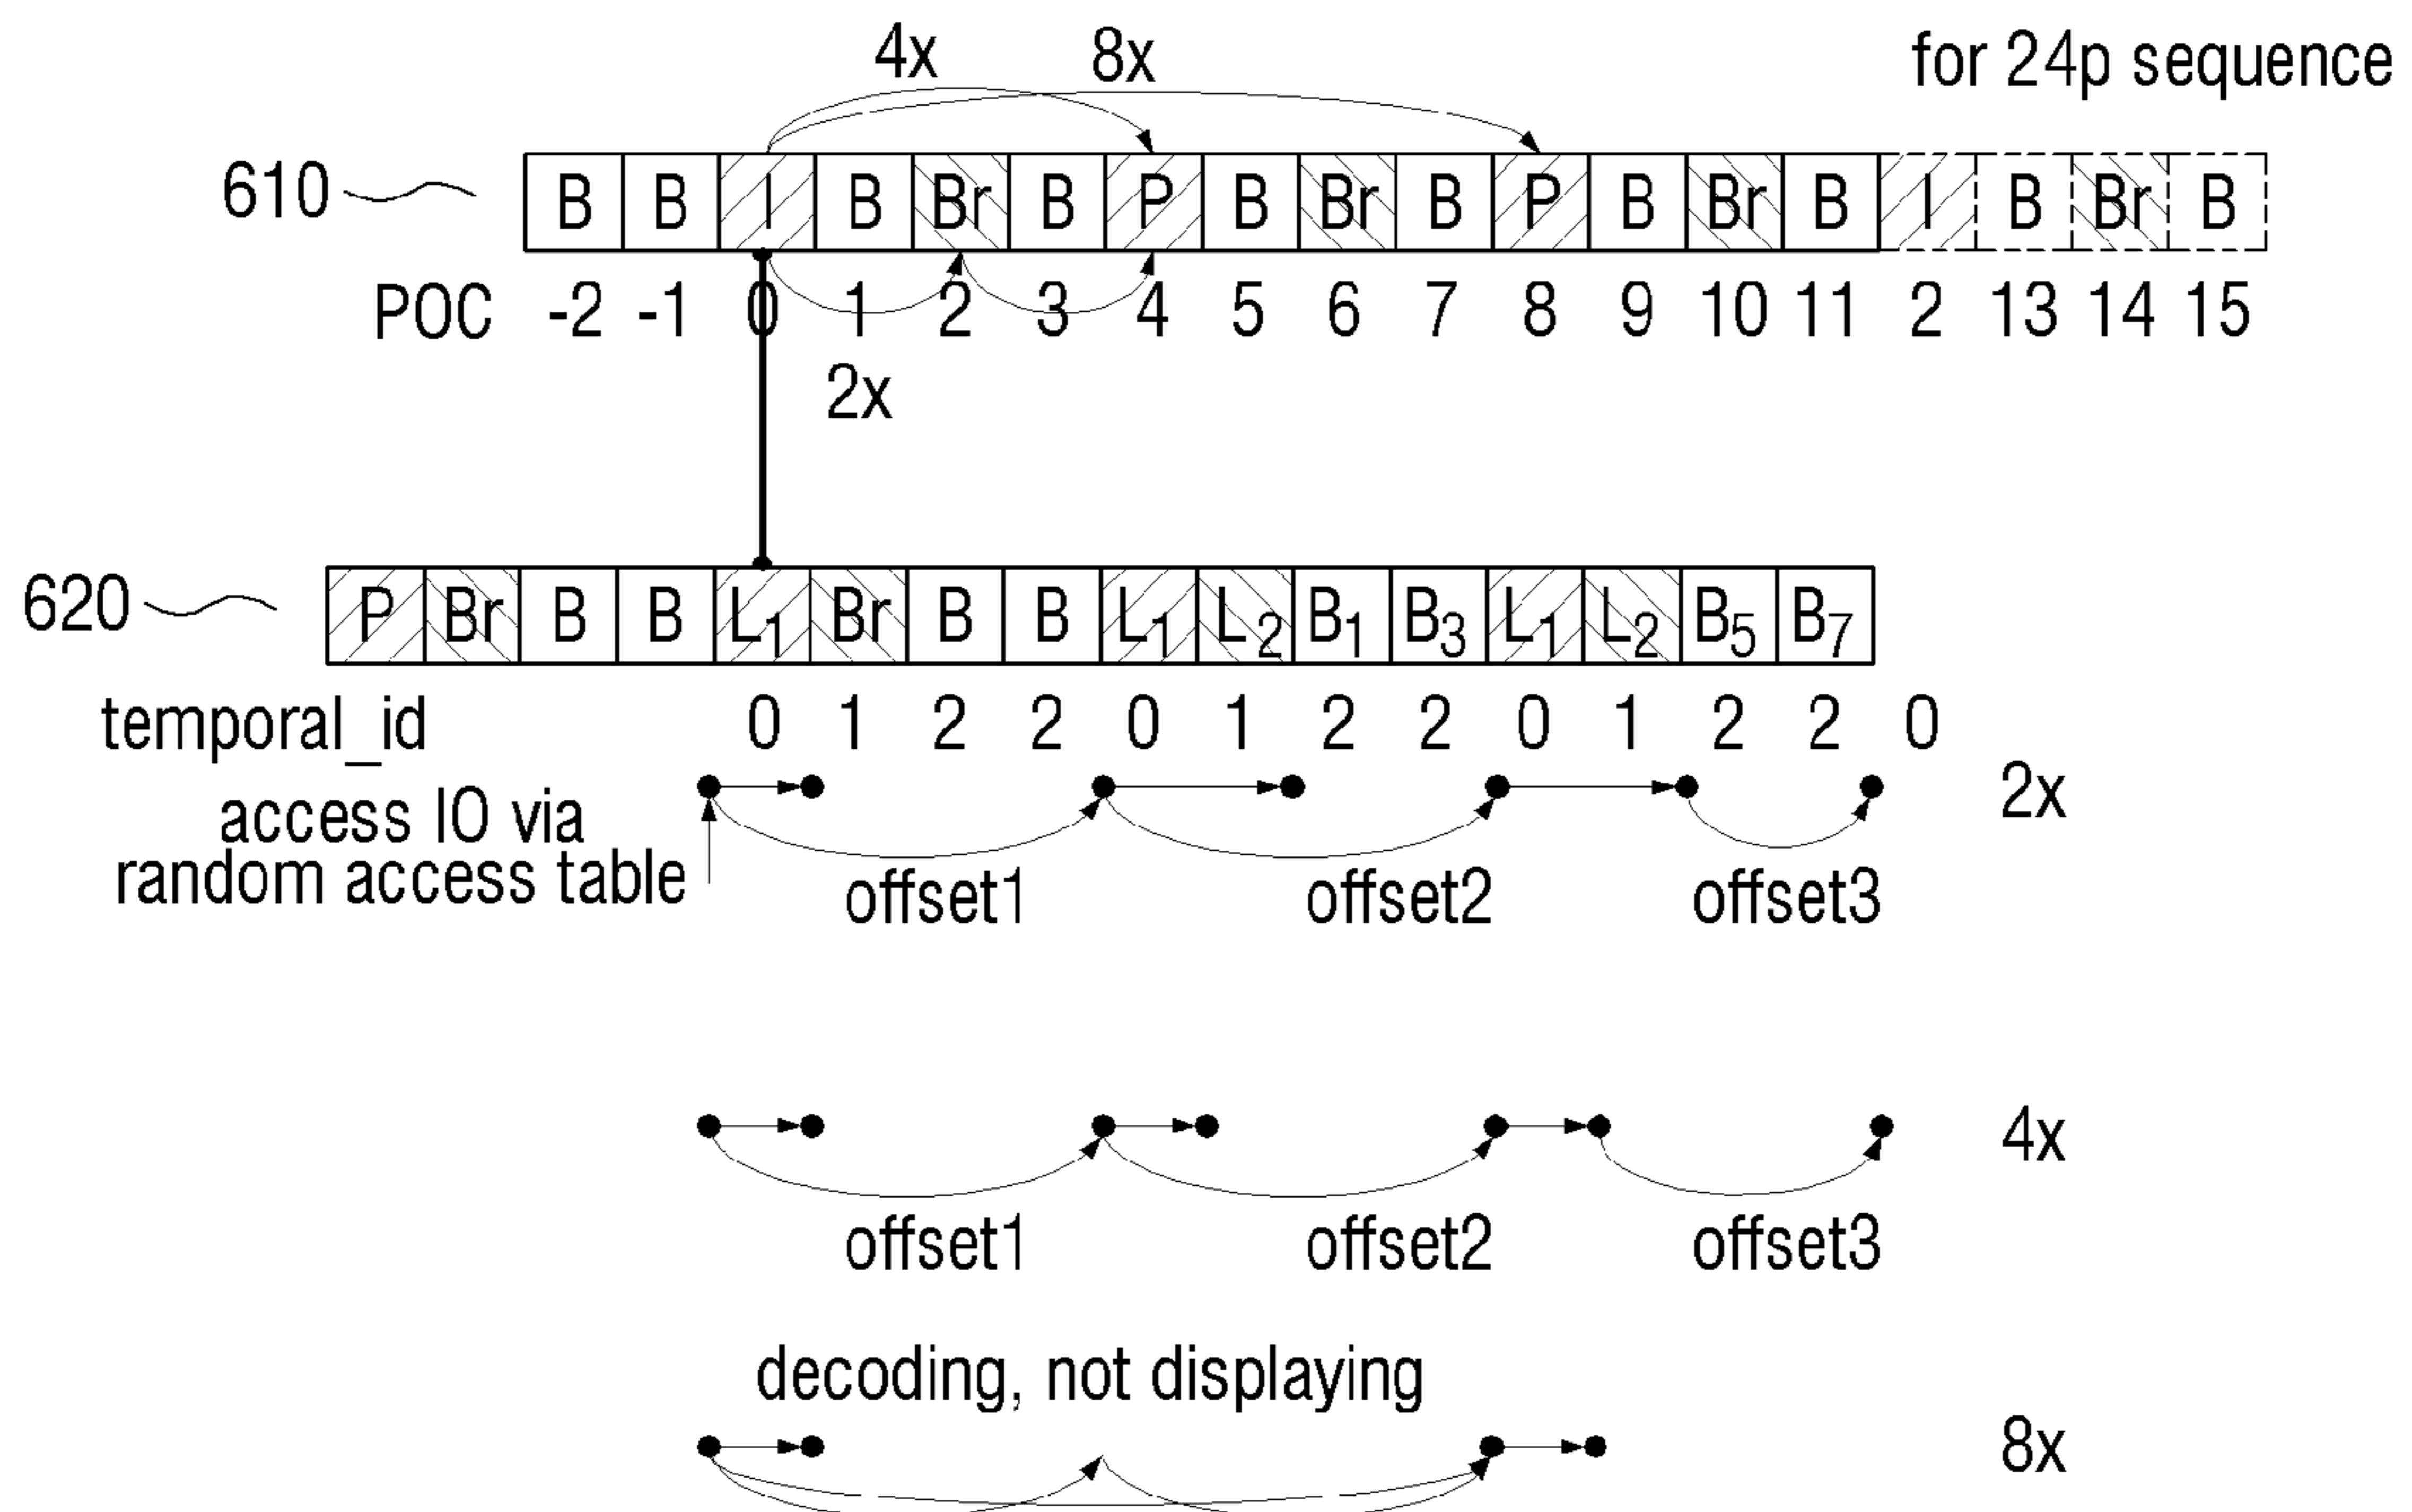 4x 8x for 24p sequence
610 B B I B Br B P B Br B P B Br B I B Br B
POC -2 -1 0 1 2 3 4 5 6 7 8 9 10 11 2 13 14 15
2x
620 P Br B B L1 Br B B L1 L2 B1 B3 L1 L2 B5 B7
temporal_id 0 1 2 2 0 1 2 2 0 1 2 2 0
2x
access IO via
random access table
offset1 offset2 offset3
4x
offset1 offset2 offset3
decoding, not displaying
8x